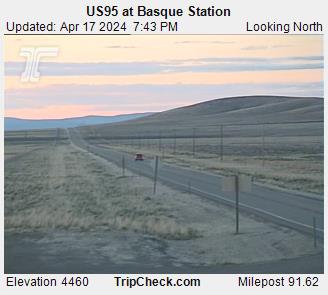 US95 at Basque Station
Updated: Apr 17 2024 7:43 PM Looking North
Elevation 4460 TripCheck.com Milepost 91.62